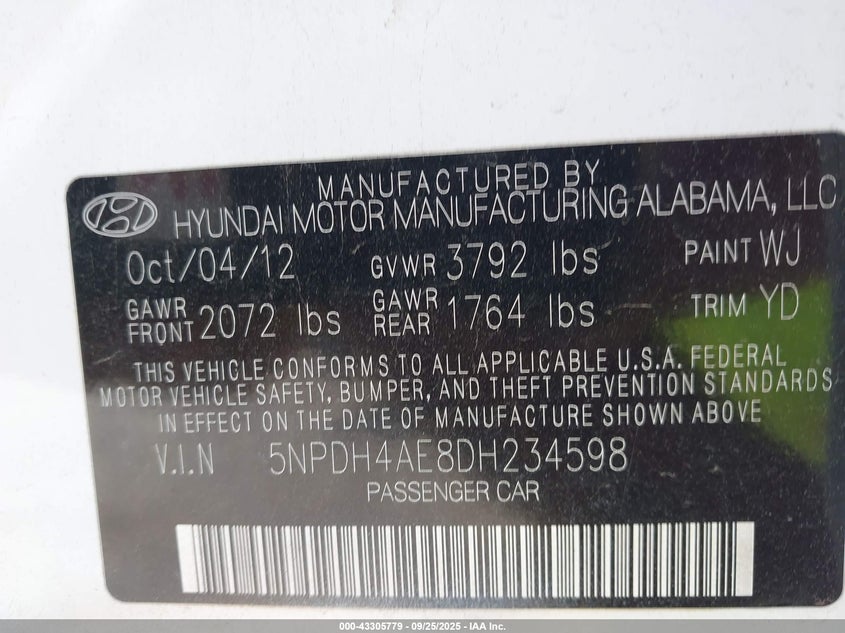 MANUFACTURED BY
HYUNDAI MOTOR MANUFACTURING ALABAMA, LLC
Oct/04/12 GVWR 3792 lbs PAINT WJ
GAWR FRONT 2072 lbs GAWR REAR 1764 lbs TRIM YD
THIS VEHICLE CONFORMS TO ALL APPLICABLE U.S.A. FEDERAL
MOTOR VEHICLE SAFETY, BUMPER, AND THEFT PREVENTION STANDARDS
IN EFFECT ON THE DATE OF MANUFACTURE SHOWN ABOVE
V.I.N 5NPDH4AE8DH234598
PASSENGER CAR
000-43305779 - 09/25/2025 - IAA Inc.